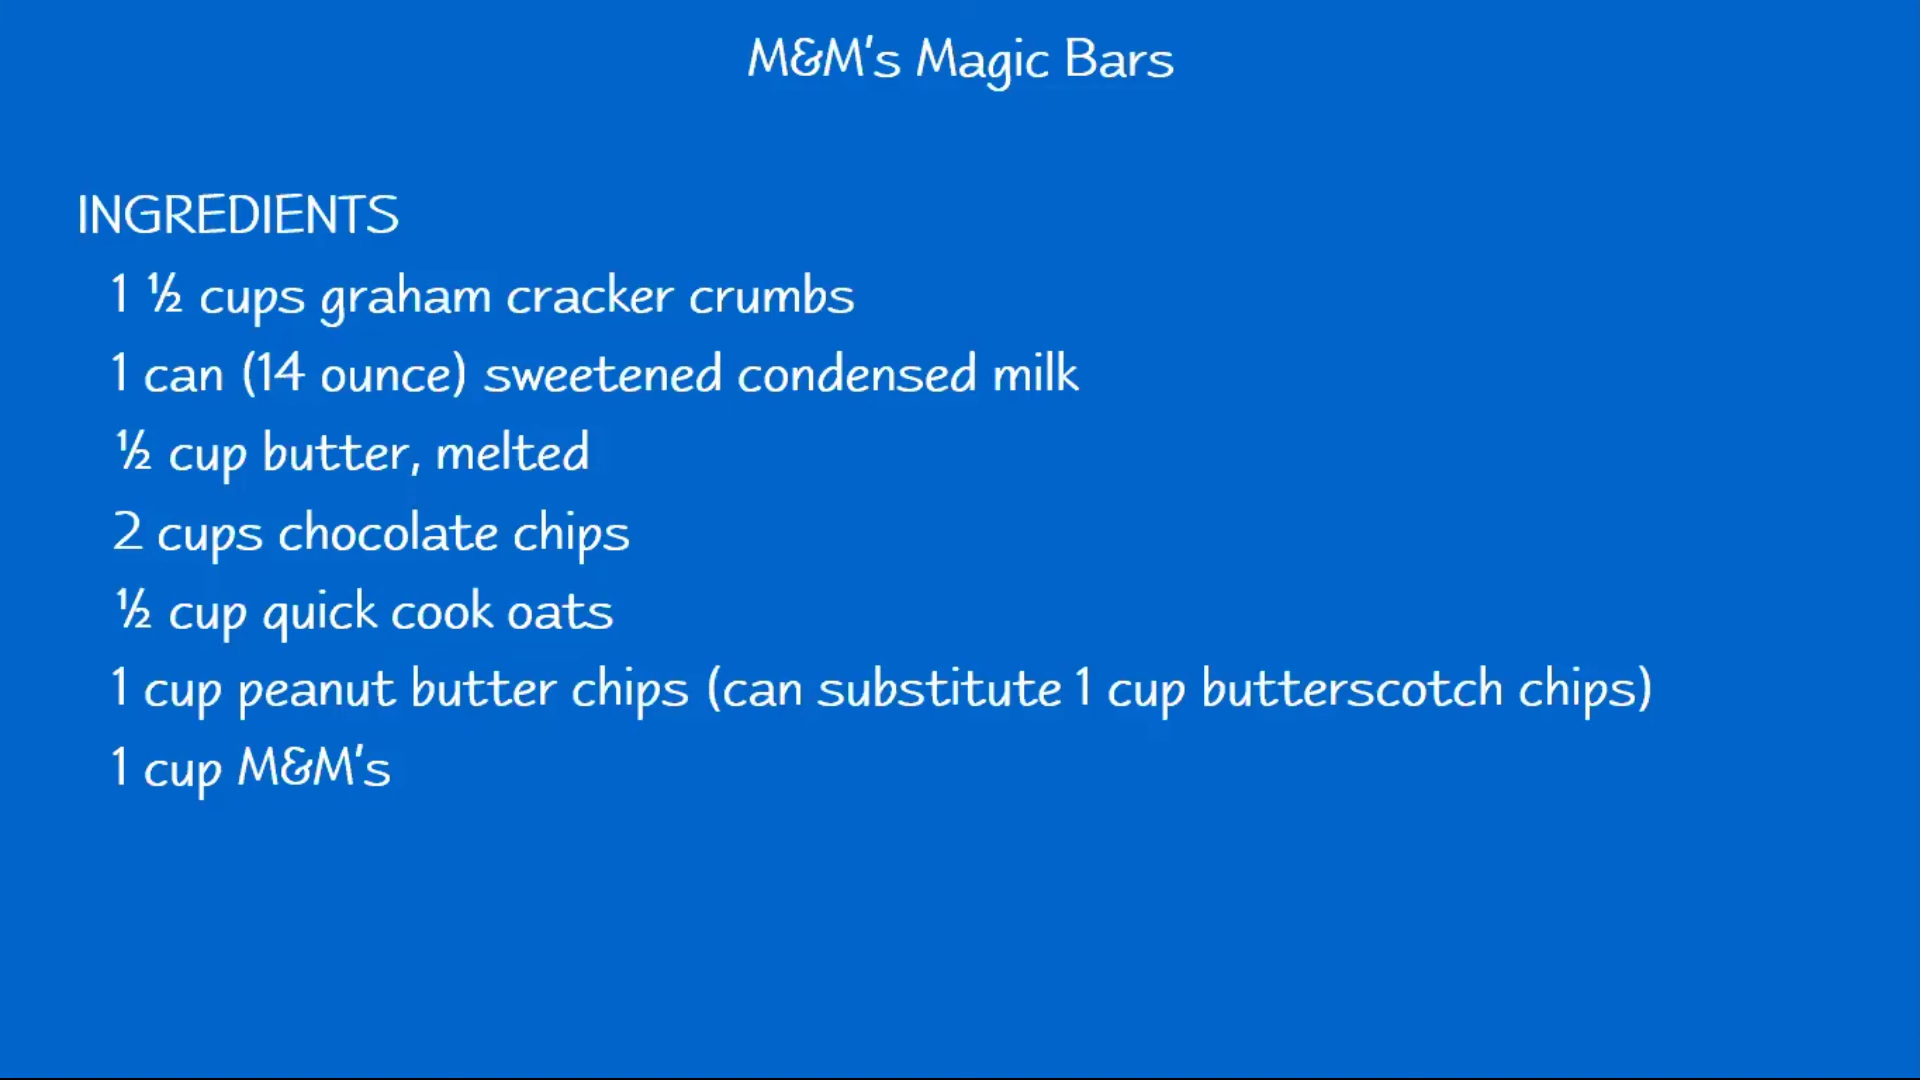 M&M's Magic Bars
INGREDIENTS
1 ½ cups graham cracker crumbs
1 can (14 ounce) sweetened condensed milk
½ cup butter, melted
2 cups chocolate chips
½ cup quick cook oats
1 cup peanut butter chips (can substitute 1 cup butterscotch chips)
1 cup M&M's